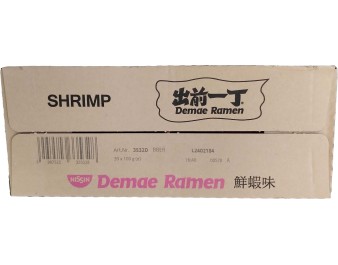 SHRIMP
出前一丁
Demae Ramen
NISSIN
Demae Ramen 鮮蝦味